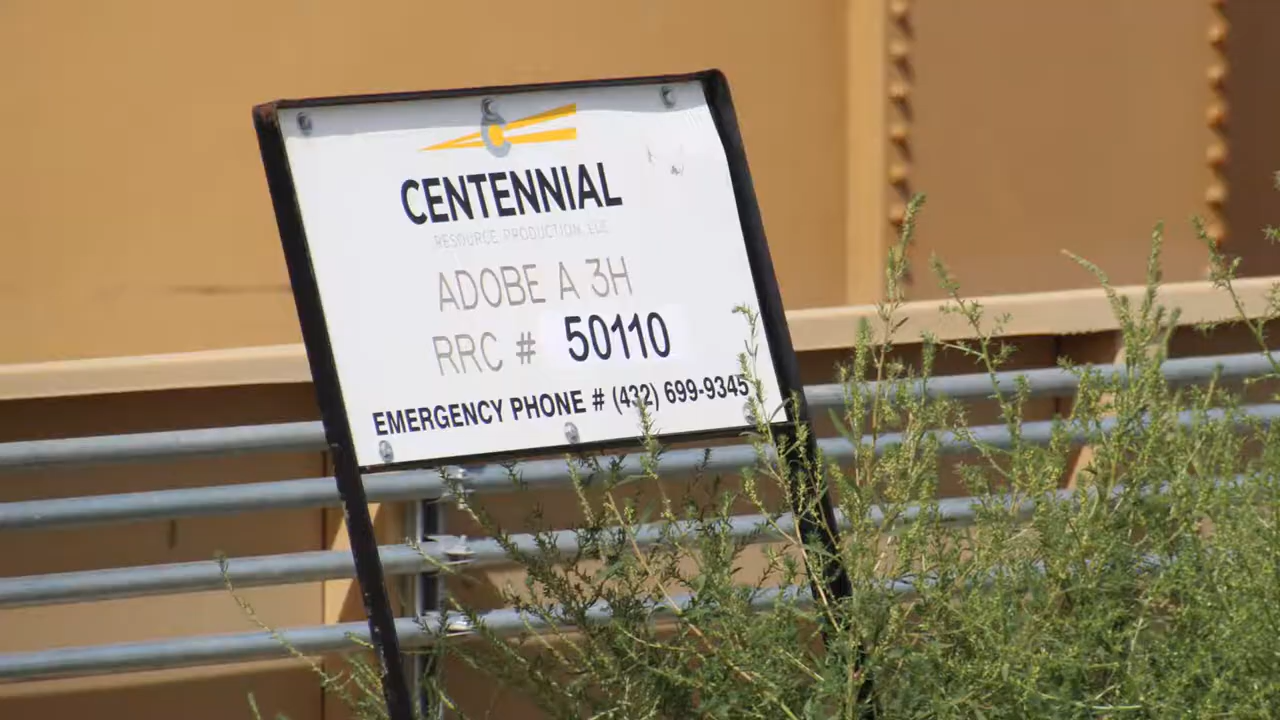 CENTENNIAL
RESOURCE PRODUCTION, LLC
ADOBE A 3H
RRC # 50110
EMERGENCY PHONE # (432) 699-9345